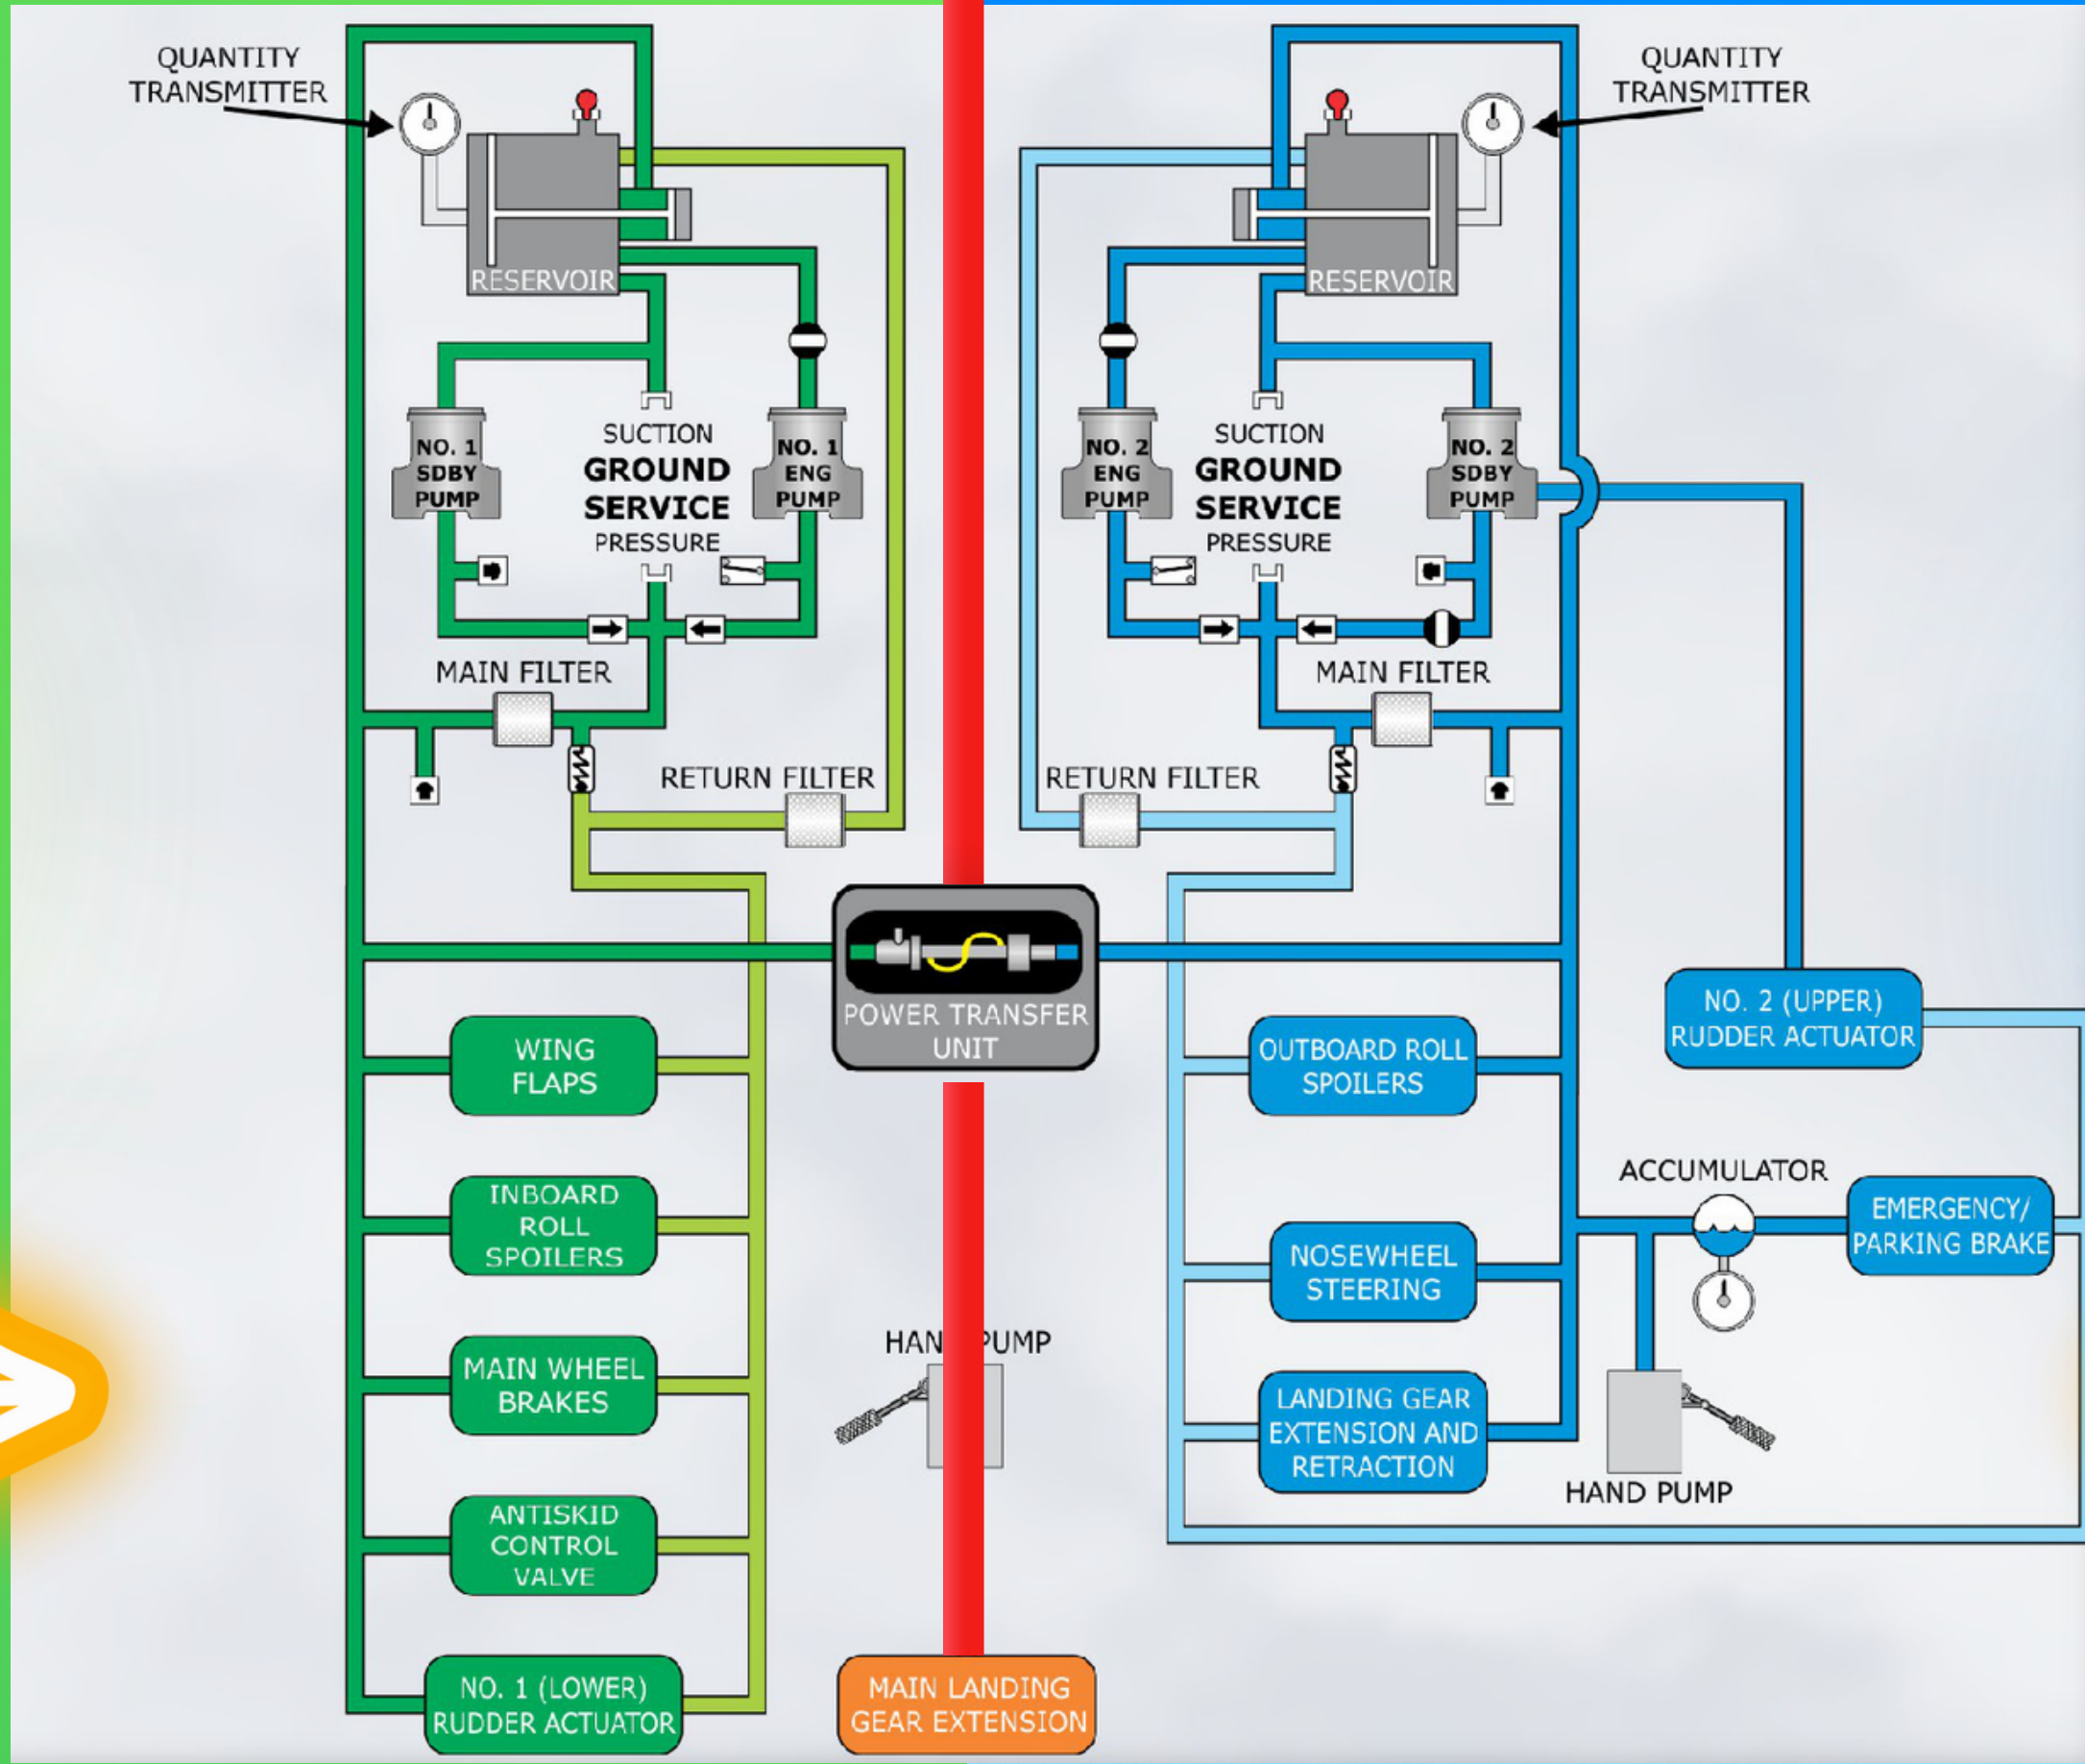 QUANTITY
TRANSMITTER
RESERVOIR
NO. 1
SDBY
PUMP
SUCTION
GROUND
SERVICE
PRESSURE
NO. 1
ENG
PUMP
MAIN FILTER
RETURN FILTER
QUANTITY
TRANSMITTER
RESERVOIR
NO. 2
ENG
PUMP
SUCTION
GROUND
SERVICE
PRESSURE
NO. 2
SDBY
PUMP
MAIN FILTER
RETURN FILTER
POWER TRANSFER
UNIT
WING
FLAPS
INBOARD
ROLL
SPOILERS
MAIN WHEEL
BRAKES
ANTISKID
CONTROL
VALVE
NO. 1 (LOWER)
RUDDER ACTUATOR
HAN PUMP
MAIN LANDING
GEAR EXTENSION
OUTBOARD ROLL
SPOILERS
NOSEWHEEL
STEERING
LANDING GEAR
EXTENSION AND
RETRACTION
NO. 2 (UPPER)
RUDDER ACTUATOR
ACCUMULATOR
EMERGENCY/
PARKING BRAKE
HAND PUMP